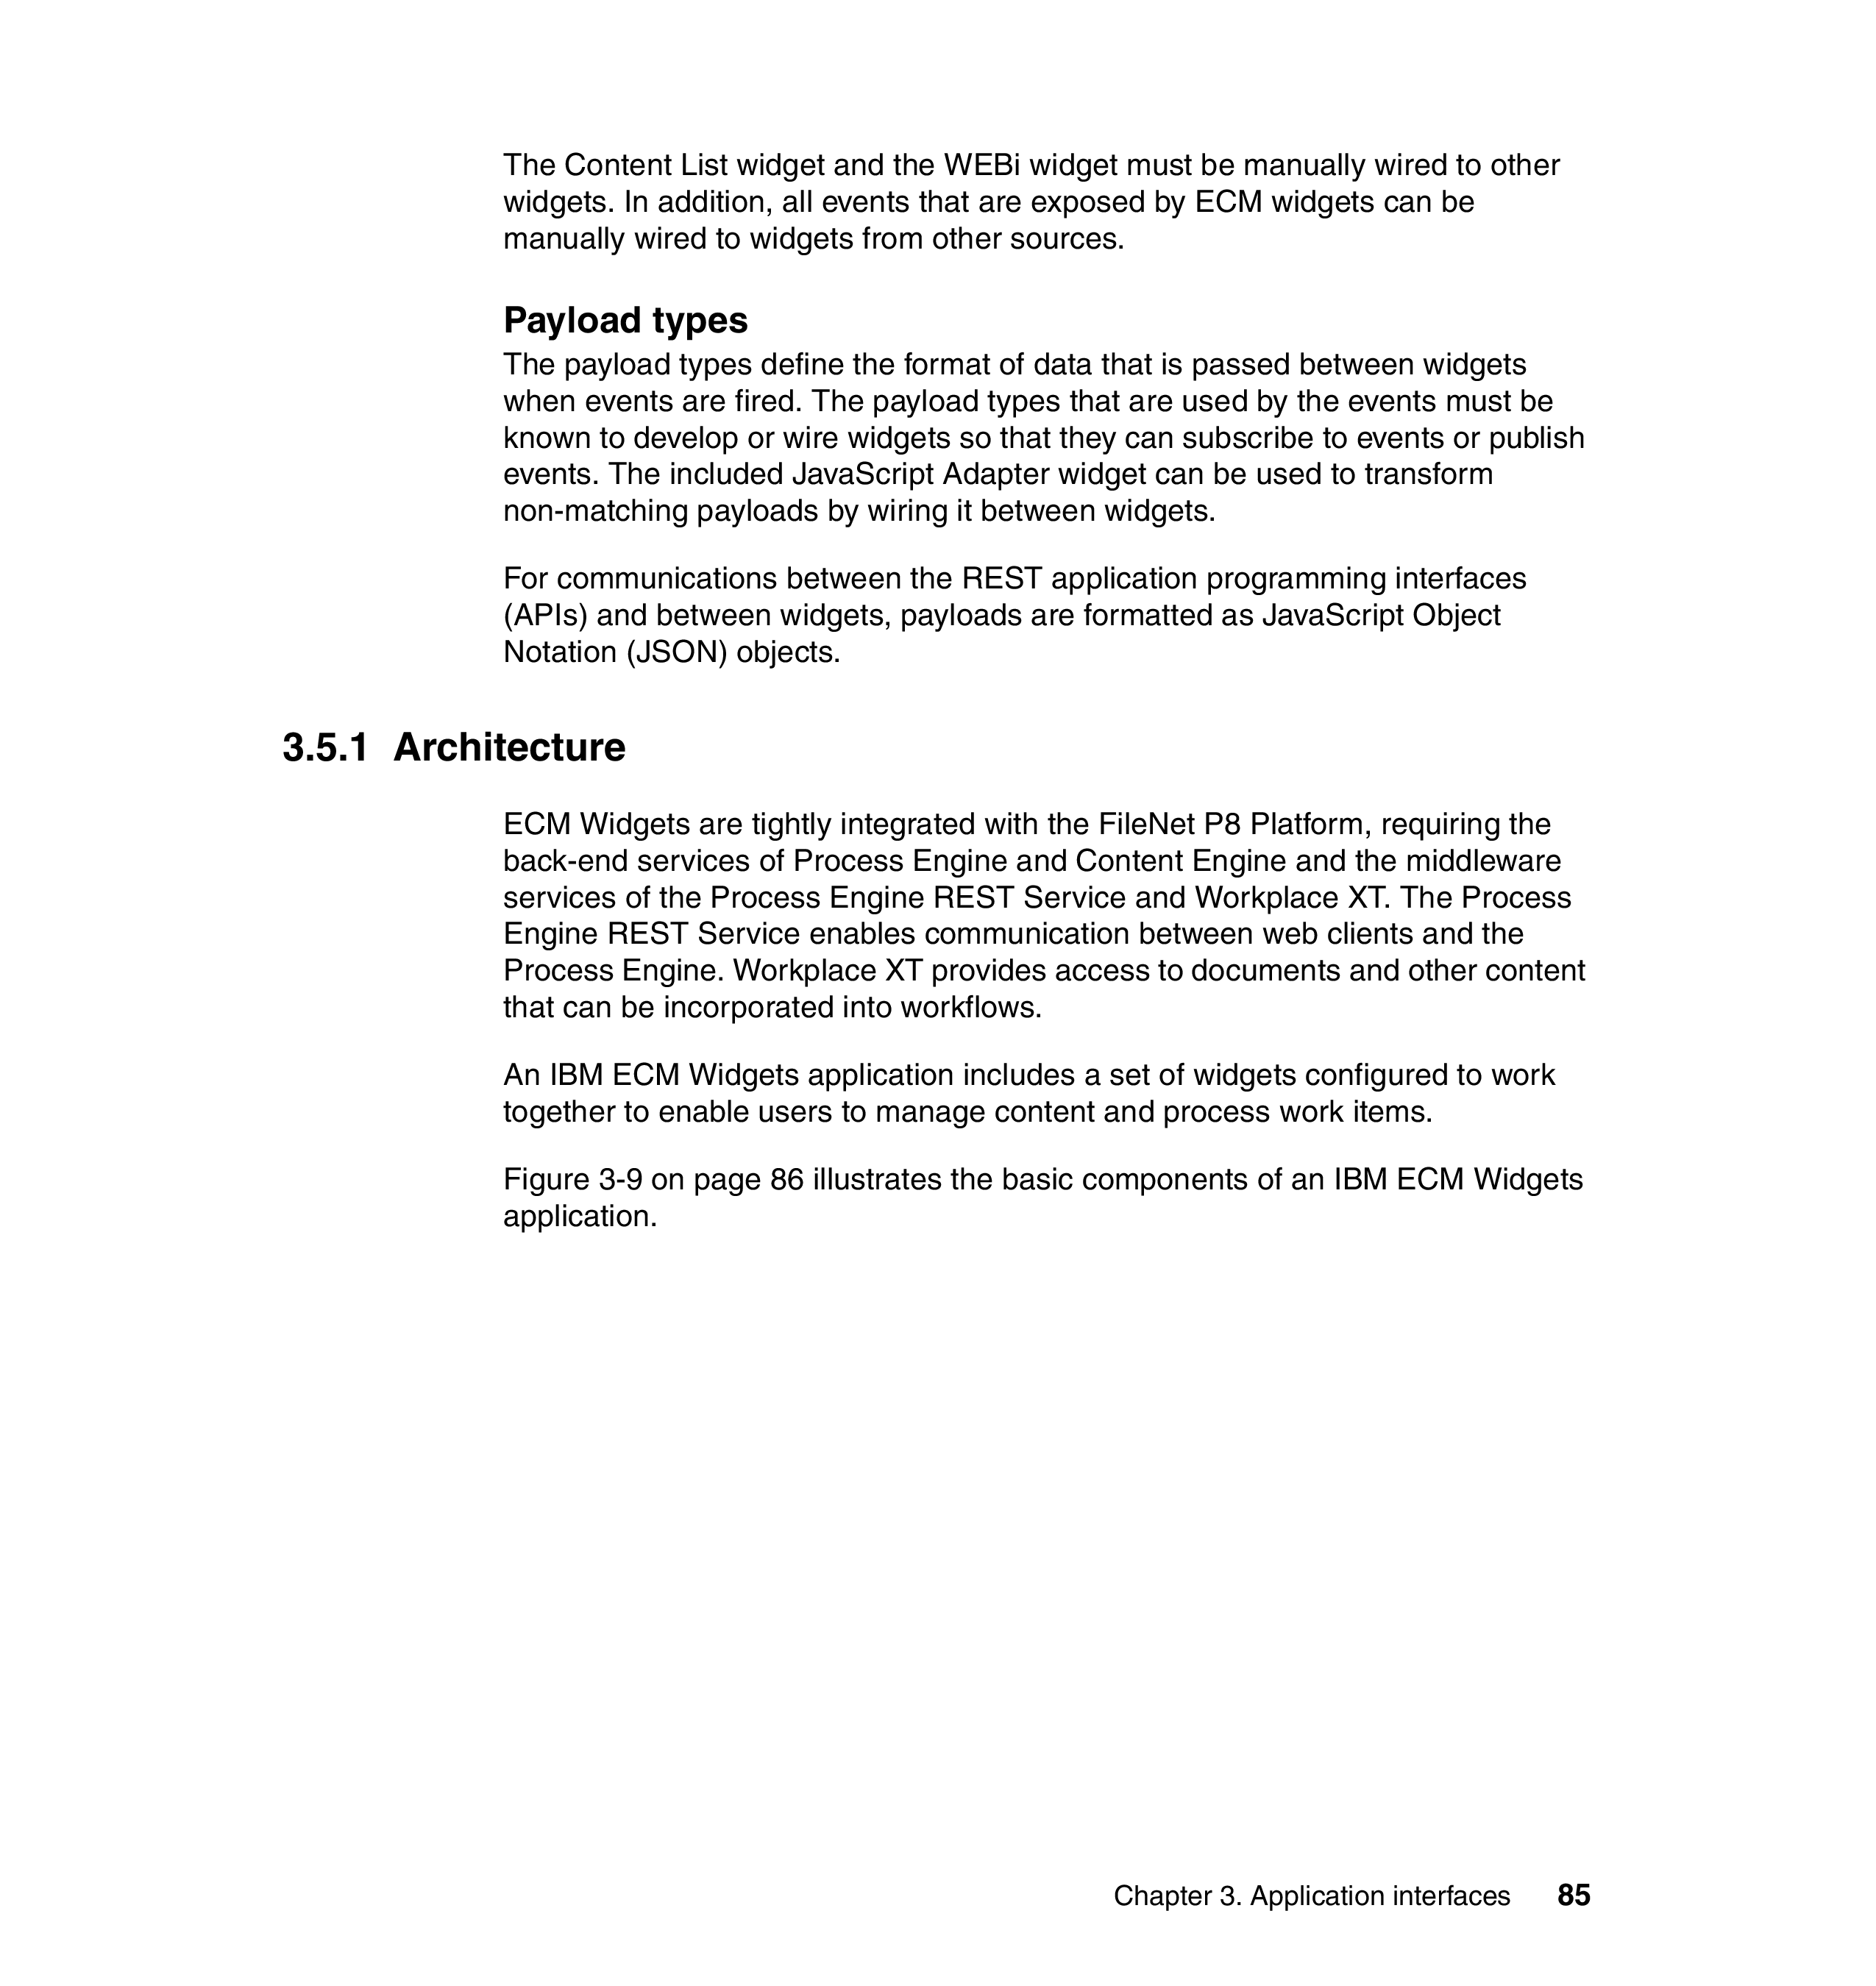 The Content List widget and the WEBi widget must be manually wired to other
widgets. In addition, all events that are exposed by ECM widgets can be
manually wired to widgets from other sources.
Payload types
The payload types define the format of data that is passed between widgets
when events are fired. The payload types that are used by the events must be
known to develop or wire widgets so that they can subscribe to events or publish
events. The included JavaScript Adapter widget can be used to transform
non-matching payloads by wiring it between widgets.
For communications between the REST application programming interfaces
(APIs) and between widgets, payloads are formatted as JavaScript Object
Notation (JSON) objects.
3.5.1 Architecture
ECM Widgets are tightly integrated with the FileNet P8 Platform, requiring the
back-end services of Process Engine and Content Engine and the middleware
services of the Process Engine REST Service and Workplace XT. The Process
Engine REST Service enables communication between web clients and the
Process Engine. Workplace XT provides access to documents and other content
that can be incorporated into workflows.
An IBM ECM Widgets application includes a set of widgets configured to work
together to enable users to manage content and process work items.
Figure 3-9 on page 86 illustrates the basic components of an IBM ECM Widgets
application.
Chapter 3. Application interfaces 85